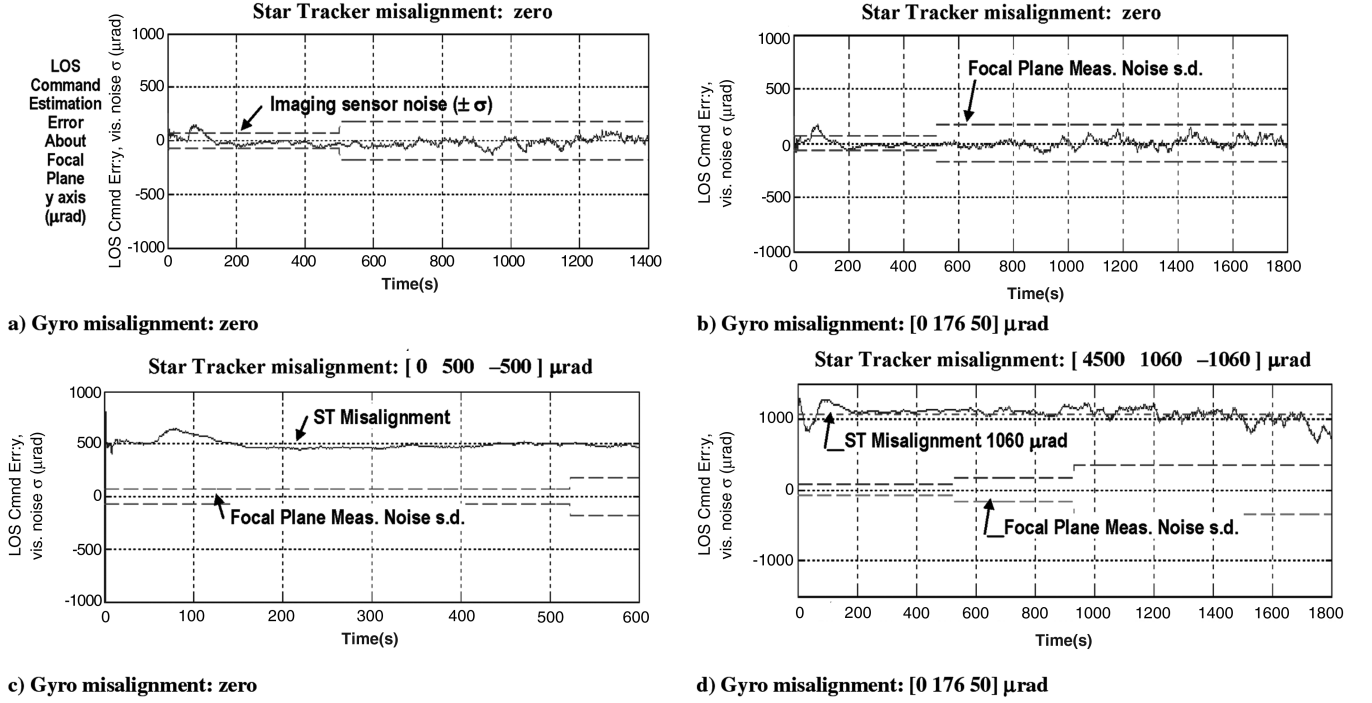 Star Tracker misalignment: zero
LOS
Command
Estimation
Error
About
Focal
Plane
y axis
(μrad)
LOS Cmnd Err:y, vis. noise σ (μrad)
1000
500
0
-500
-1000
Imaging sensor noise (± σ)
0 200 400 600 800 1000 1200 1400
Time(s)
a) Gyro misalignment: zero
Star Tracker misalignment: zero
LOS Cmnd Err:y,
vis. noise σ (μrad)
1000
500
0
-500
-1000
Focal Plane Meas. Noise s.d.
0 200 400 600 800 1000 1200 1400 1600 1800
Time(s)
b) Gyro misalignment: [0 176 50] μrad
Star Tracker misalignment: [ 0 500 –500 ] μrad
LOS Cmnd Err:y,
vis. noise σ (μrad)
1000
500
0
-500
-1000
ST Misalignment
Focal Plane Meas. Noise s.d.
0 100 200 300 400 500 600
Time(s)
c) Gyro misalignment: zero
Star Tracker misalignment: [ 4500 1060 –1060 ] μrad
LOS Cmnd Err:y,
vis. noise σ (μrad)
1000
0
-1000
ST Misalignment 1060 μrad
Focal Plane Meas. Noise s.d.
0 200 400 600 800 1000 1200 1400 1600 1800
Time(s)
d) Gyro misalignment: [0 176 50] μrad